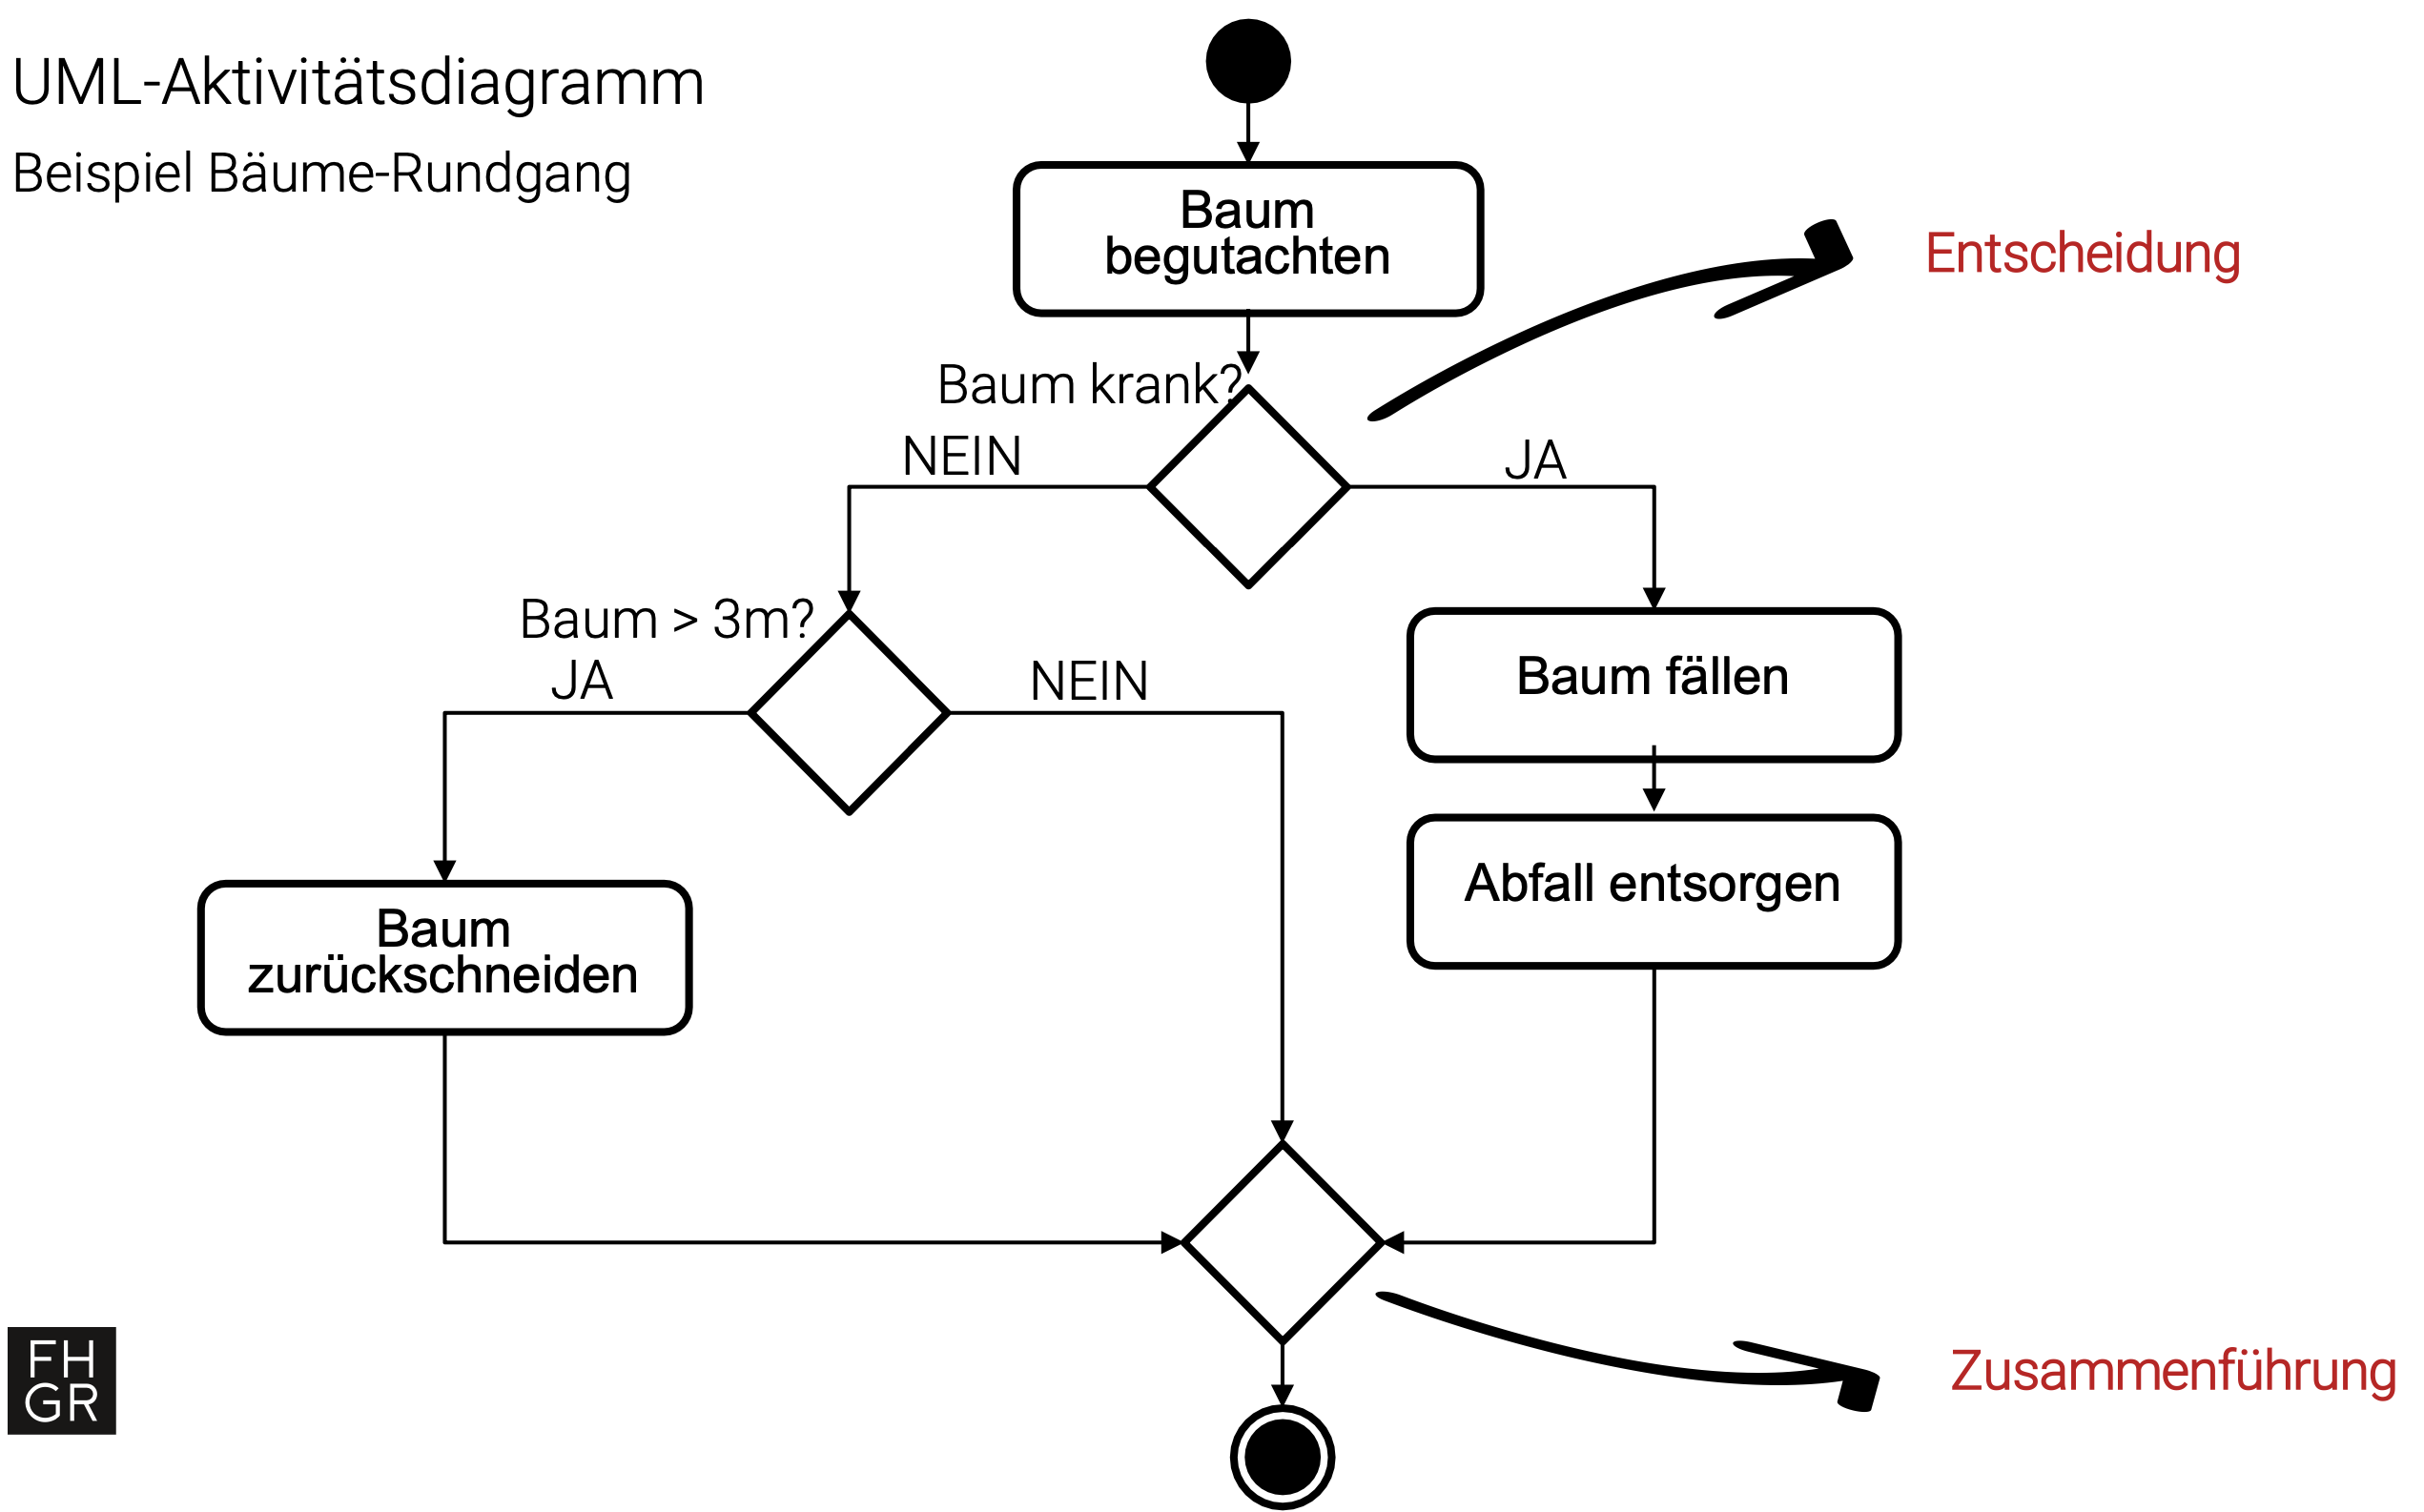 UML-Aktivitätsdiagramm
Beispiel Bäume-Rundgang
Baum
begutachten
Entscheidung
Baum krank?
NEIN
JA
Baum > 3m?
JA
NEIN
Baum fällen
Abfall entsorgen
Baum
zurückschneiden
Zusammenführung
FH
GR